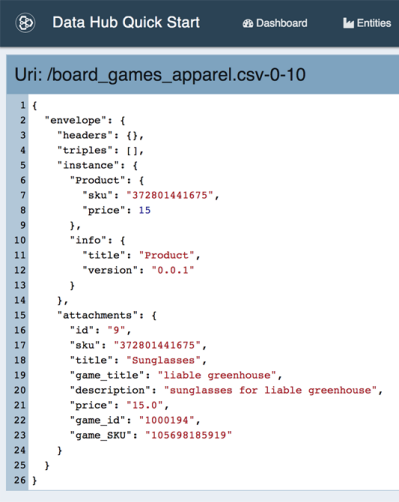 Data Hub Quick Start Dashboard Entities
Uri: /board_games_apparel.csv-0-10
1 {
2 "envelope": {
3 "headers": {},
4 "triples": [],
5 "instance": {
6 "Product": {
7 "sku": "372801441675",
8 "price": 15
9 },
10 "info": {
11 "title": "Product",
12 "version": "0.0.1"
13 }
14 },
15 "attachments": {
16 "id": "9",
17 "sku": "372801441675",
18 "title": "Sunglasses",
19 "game_title": "liable greenhouse",
20 "description": "sunglasses for liable greenhouse",
21 "price": "15.0",
22 "game_id": "1000194",
23 "game_SKU": "105698185919"
24 }
25 }
26 }